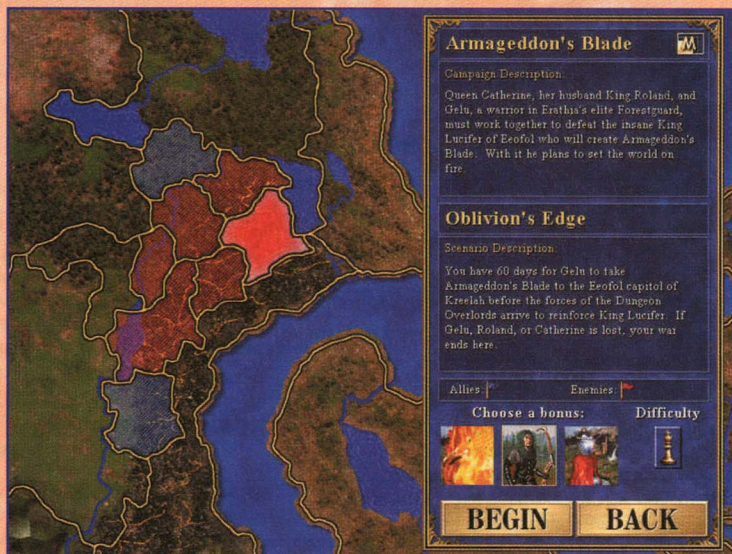 Armageddon's Blade
M
Campaign Description:
Queen Catherine, her husband King Roland, and
Gelu, a warrior in Erathia's elite Forestguard,
must work together to defeat the insane King
Lucifer of Eeofol who will create Armageddon's
Blade. With it he plans to set the world on
fire.
Oblivion's Edge
Scenario Description:
You have 60 days for Gelu to take
Armageddon's Blade to the Eeofol capitol of
Kreelah before the forces of the Dungeon
Overlords arrive to reinforce King Lucifer. If
Gelu, Roland, or Catherine is lost, your war
ends here.
Allies: Enemies:
Choose a bonus: Difficulty
BEGIN BACK